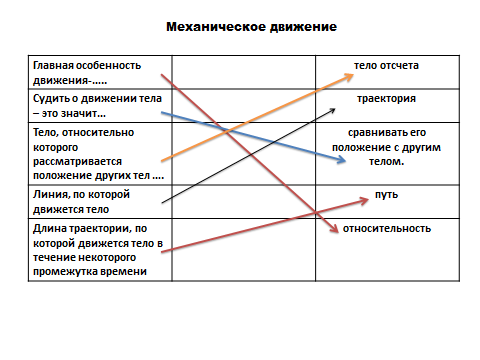 Механическое движение
Главная особенность
движения-.....
тело отсчета
Судить о движении тела
– это значит...
траектория
Тело, относительно
которого
рассматривается
положение других тел ....
сравнивать его
положение с другим
телом.
Линия, по которой
движется тело
путь
Длина траектории, по
которой движется тело в
течение некоторого
промежутка времени
относительность